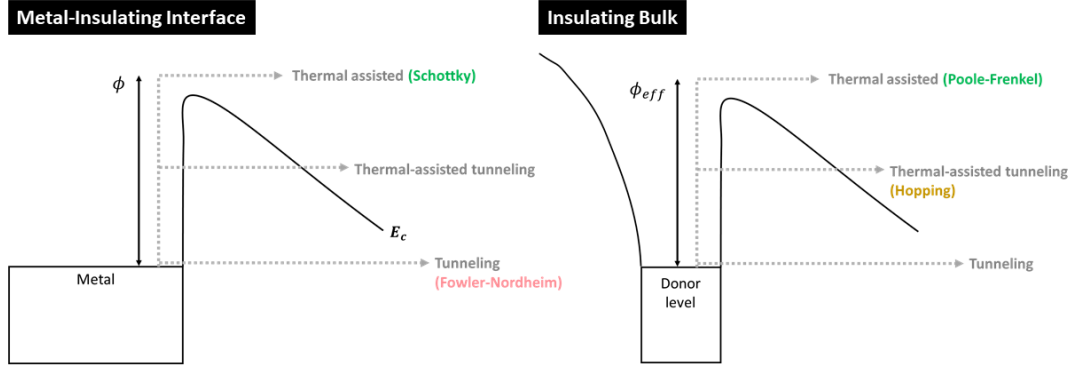 Metal-Insulating Interface
Insulating Bulk
ϕ
Thermal assisted (Schottky)
Thermal-assisted tunneling
E_c
Metal
Tunneling
(Fowler-Nordheim)
ϕ_eff
Thermal assisted (Poole-Frenkel)
Thermal-assisted tunneling
(Hopping)
Donor
level
Tunneling